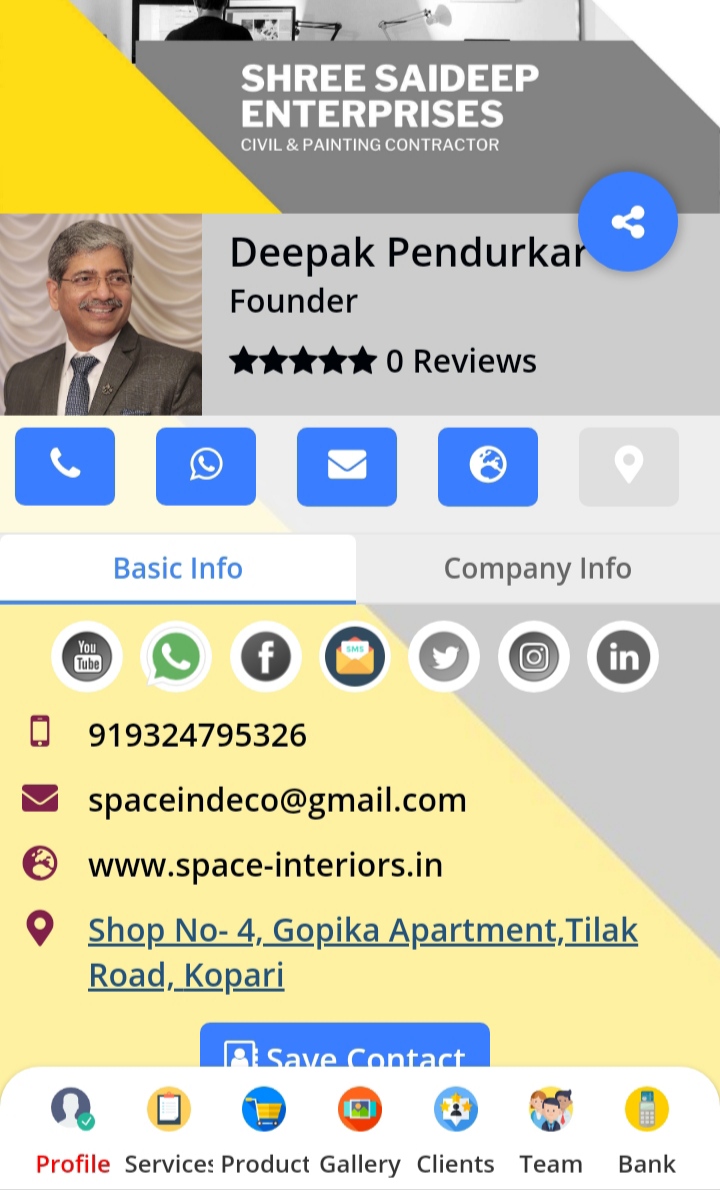 SHREE SAIDEEP
ENTERPRISES
CIVIL & PAINTING CONTRACTOR
Deepak Pendurkar
Founder
0 Reviews
Basic Info
Company Info
You
Tube
SMS
919324795326
spaceindeco@gmail.com
www.space-interiors.in
Shop No- 4, Gopika Apartment,Tilak
Road, Kopari
Save Contact
Profile
Services
Product
Gallery
Clients
Team
Bank